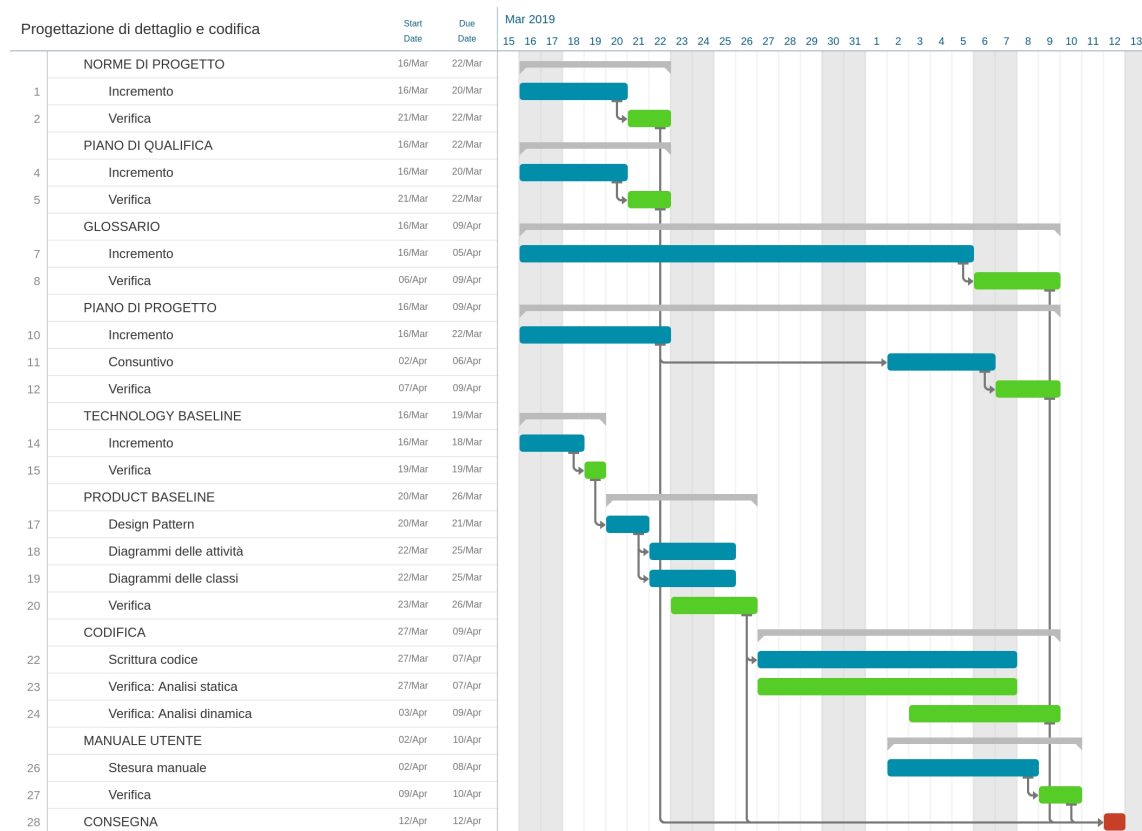 Progettazione di dettaglio e codifica Start Date Due Date Mar 2019
15 16 17 18 19 20 21 22 23 24 25 26 27 28 29 30 31 1 2 3 4 5 6 7 8 9 10 11 12 13
NORME DI PROGETTO 16/Mar 22/Mar
1 Incremento 16/Mar 20/Mar
2 Verifica 21/Mar 22/Mar
PIANO DI QUALIFICA 16/Mar 22/Mar
4 Incremento 16/Mar 20/Mar
5 Verifica 21/Mar 22/Mar
GLOSSARIO 16/Mar 09/Apr
7 Incremento 16/Mar 05/Apr
8 Verifica 06/Apr 09/Apr
PIANO DI PROGETTO 16/Mar 09/Apr
10 Incremento 16/Mar 22/Mar
11 Consuntivo 02/Apr 06/Apr
12 Verifica 07/Apr 09/Apr
TECHNOLOGY BASELINE 16/Mar 19/Mar
14 Incremento 16/Mar 18/Mar
15 Verifica 19/Mar 19/Mar
PRODUCT BASELINE 20/Mar 26/Mar
17 Design Pattern 20/Mar 21/Mar
18 Diagrammi delle attività 22/Mar 25/Mar
19 Diagrammi delle classi 22/Mar 25/Mar
20 Verifica 23/Mar 26/Mar
CODIFICA 27/Mar 09/Apr
22 Scrittura codice 27/Mar 07/Apr
23 Verifica: Analisi statica 27/Mar 07/Apr
24 Verifica: Analisi dinamica 03/Apr 09/Apr
MANUALE UTENTE 02/Apr 10/Apr
26 Stesura manuale 02/Apr 08/Apr
27 Verifica 09/Apr 10/Apr
28 CONSEGNA 12/Apr 12/Apr